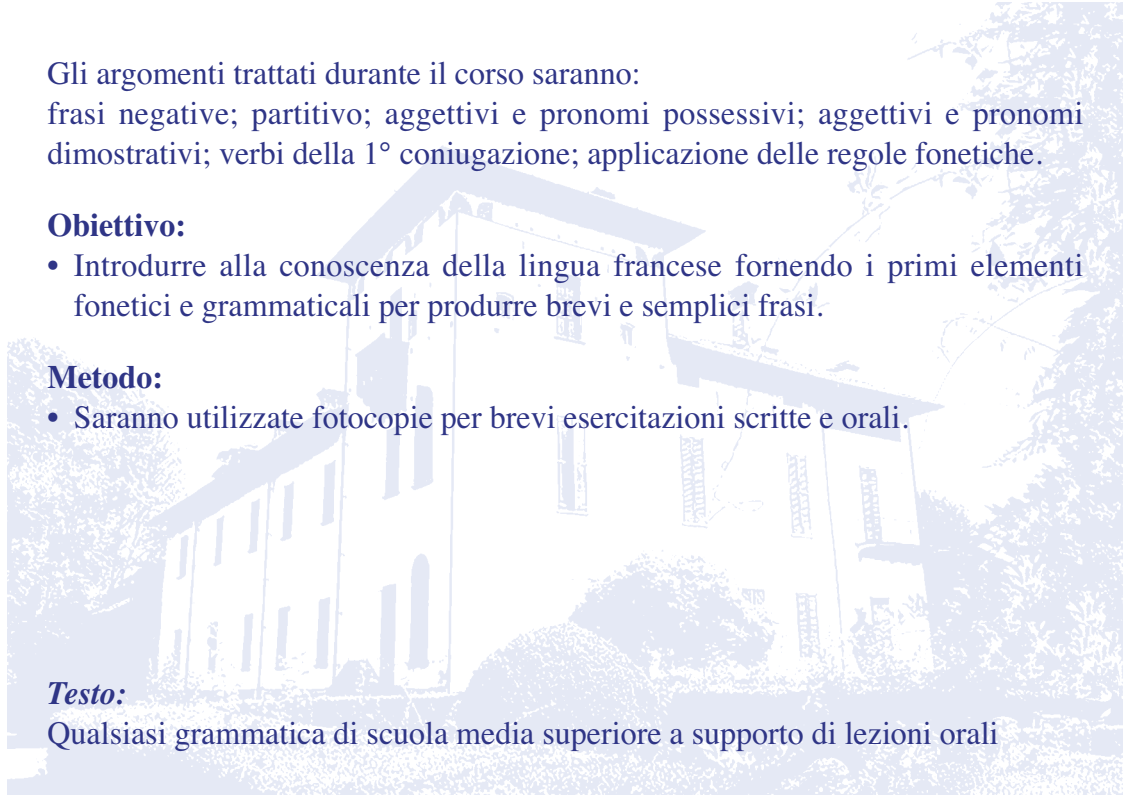 Gli argomenti trattati durante il corso saranno:
frasi negative; partitivo; aggettivi e pronomi possessivi; aggettivi e pronomi
dimostrativi; verbi della 1° coniugazione; applicazione delle regole fonetiche.
Obiettivo:
• Introdurre alla conoscenza della lingua francese fornendo i primi elementi
fonetici e grammaticali per produrre brevi e semplici frasi.
Metodo:
• Saranno utilizzate fotocopie per brevi esercitazioni scritte e orali.
Testo:
Qualsiasi grammatica di scuola media superiore a supporto di lezioni orali